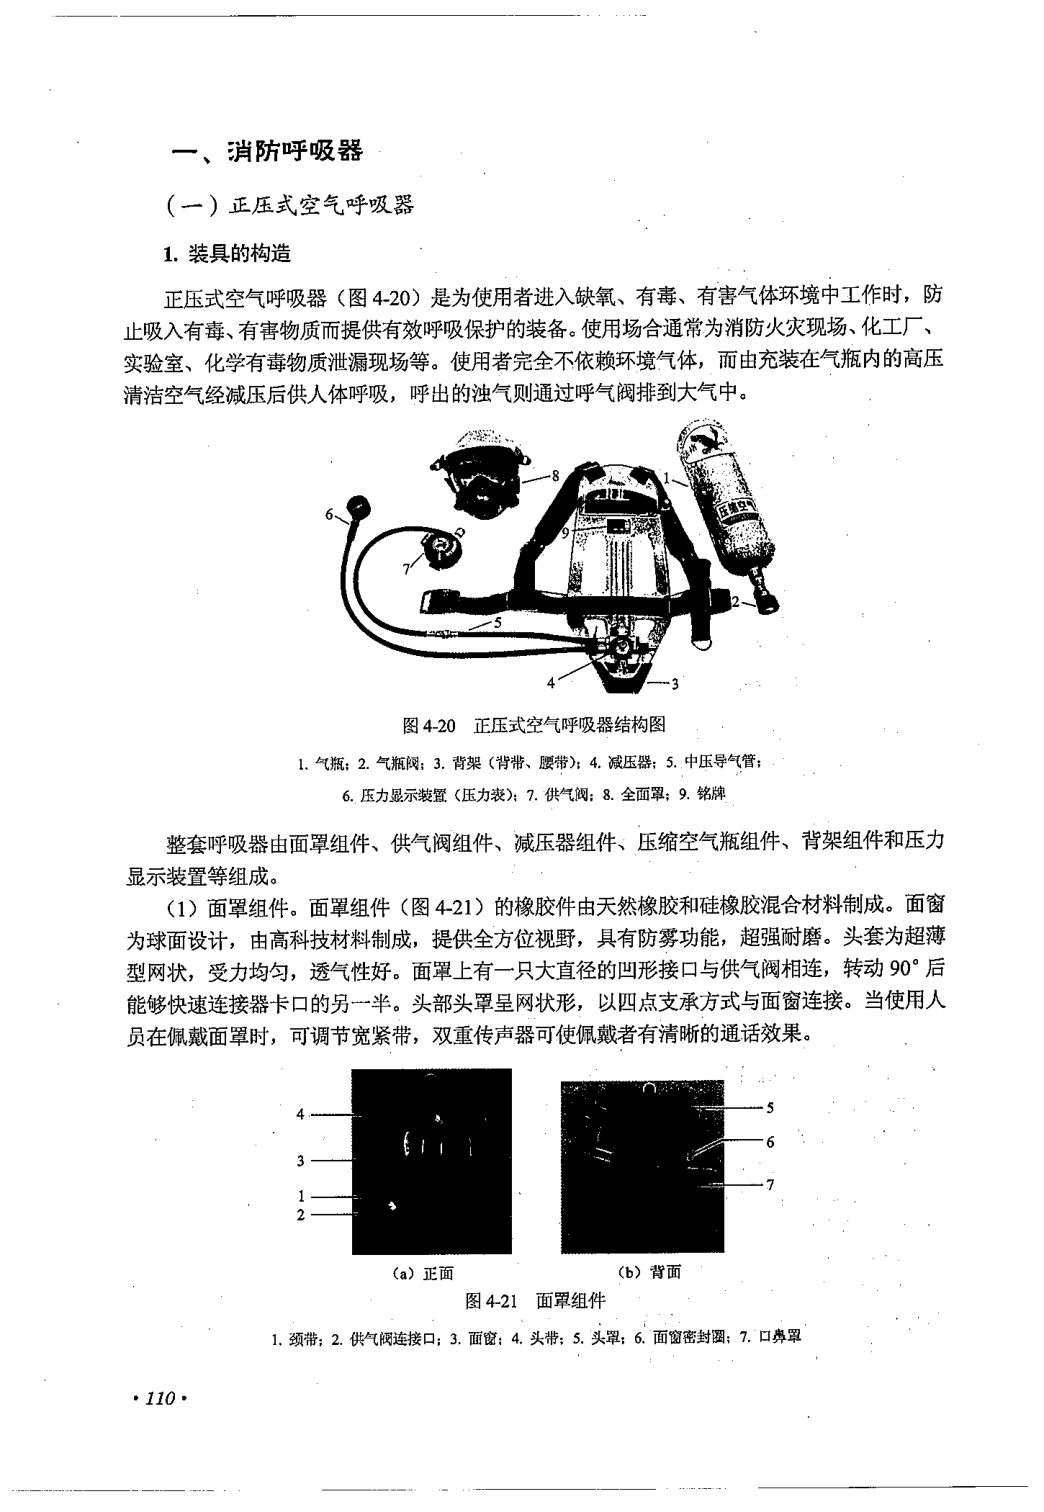 一、消防呼吸器
（一）正压式空气呼吸器
1. 装具的构造
正压式空气呼吸器（图 4-20）是为使用者进入缺氧、有毒、有害气体环境中工作时，防
止吸入有毒、有害物质而提供有效呼吸保护的装备。使用场合通常为消防火灾现场、化工厂、
实验室、化学有毒物质泄漏现场等。使用者完全不依赖环境气体，而由充装在气瓶内的高压
清洁空气经减压后供人体呼吸，呼出的浊气则通过呼气阀排到大气中。
8
1
6
压缩空气
9
7
2
5
4
3
图 4-20 正压式空气呼吸器结构图
1. 气瓶；2. 气瓶阀；3. 背架（背带、腰带）；4. 减压器；5. 中压导气管；
6. 压力显示装置（压力表）；7. 供气阀；8. 全面罩；9. 铭牌
整套呼吸器由面罩组件、供气阀组件、减压器组件、压缩空气瓶组件、背架组件和压力
显示装置等组成。
（1）面罩组件。面罩组件（图 4-21）的橡胶件由天然橡胶和硅橡胶混合材料制成。面窗
为球面设计，由高科技材料制成，提供全方位视野，具有防雾功能，超强耐磨。头套为超薄
型网状，受力均匀，透气性好。面罩上有一只大直径的凹形接口与供气阀相连，转动 90° 后
能够快速连接器卡口的另一半。头部头罩呈网状形，以四点支承方式与面窗连接。当使用人
员在佩戴面罩时，可调节宽紧带，双重传声器可使佩戴者有清晰的通话效果。
4
3
1
2
5
6
7
（a）正面
（b）背面
图 4-21 面罩组件
1. 颈带；2. 供气阀连接口；3. 面窗；4. 头带；5. 头罩；6. 面窗密封圈；7. 口鼻罩
·110·